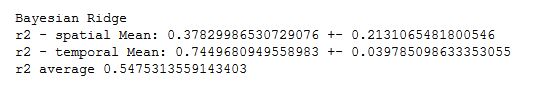 Bayesian Ridge
r2 - spatial Mean: 0.37829986530729076 +- 0.2131065481800546
r2 - temporal Mean: 0.7449680949558983 +- 0.039785098633353055
r2 average 0.5475313559143403